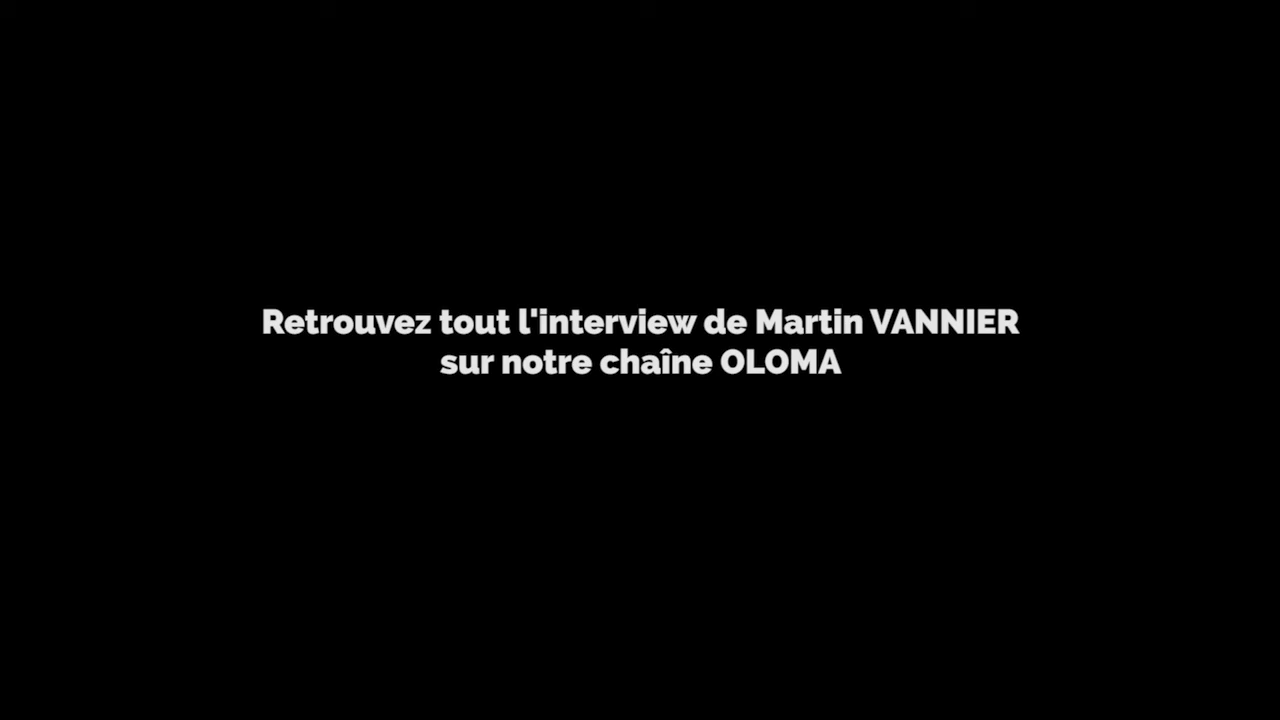 Retrouvez tout l'interview de Martin VANNIER
sur notre chaîne OLOMA